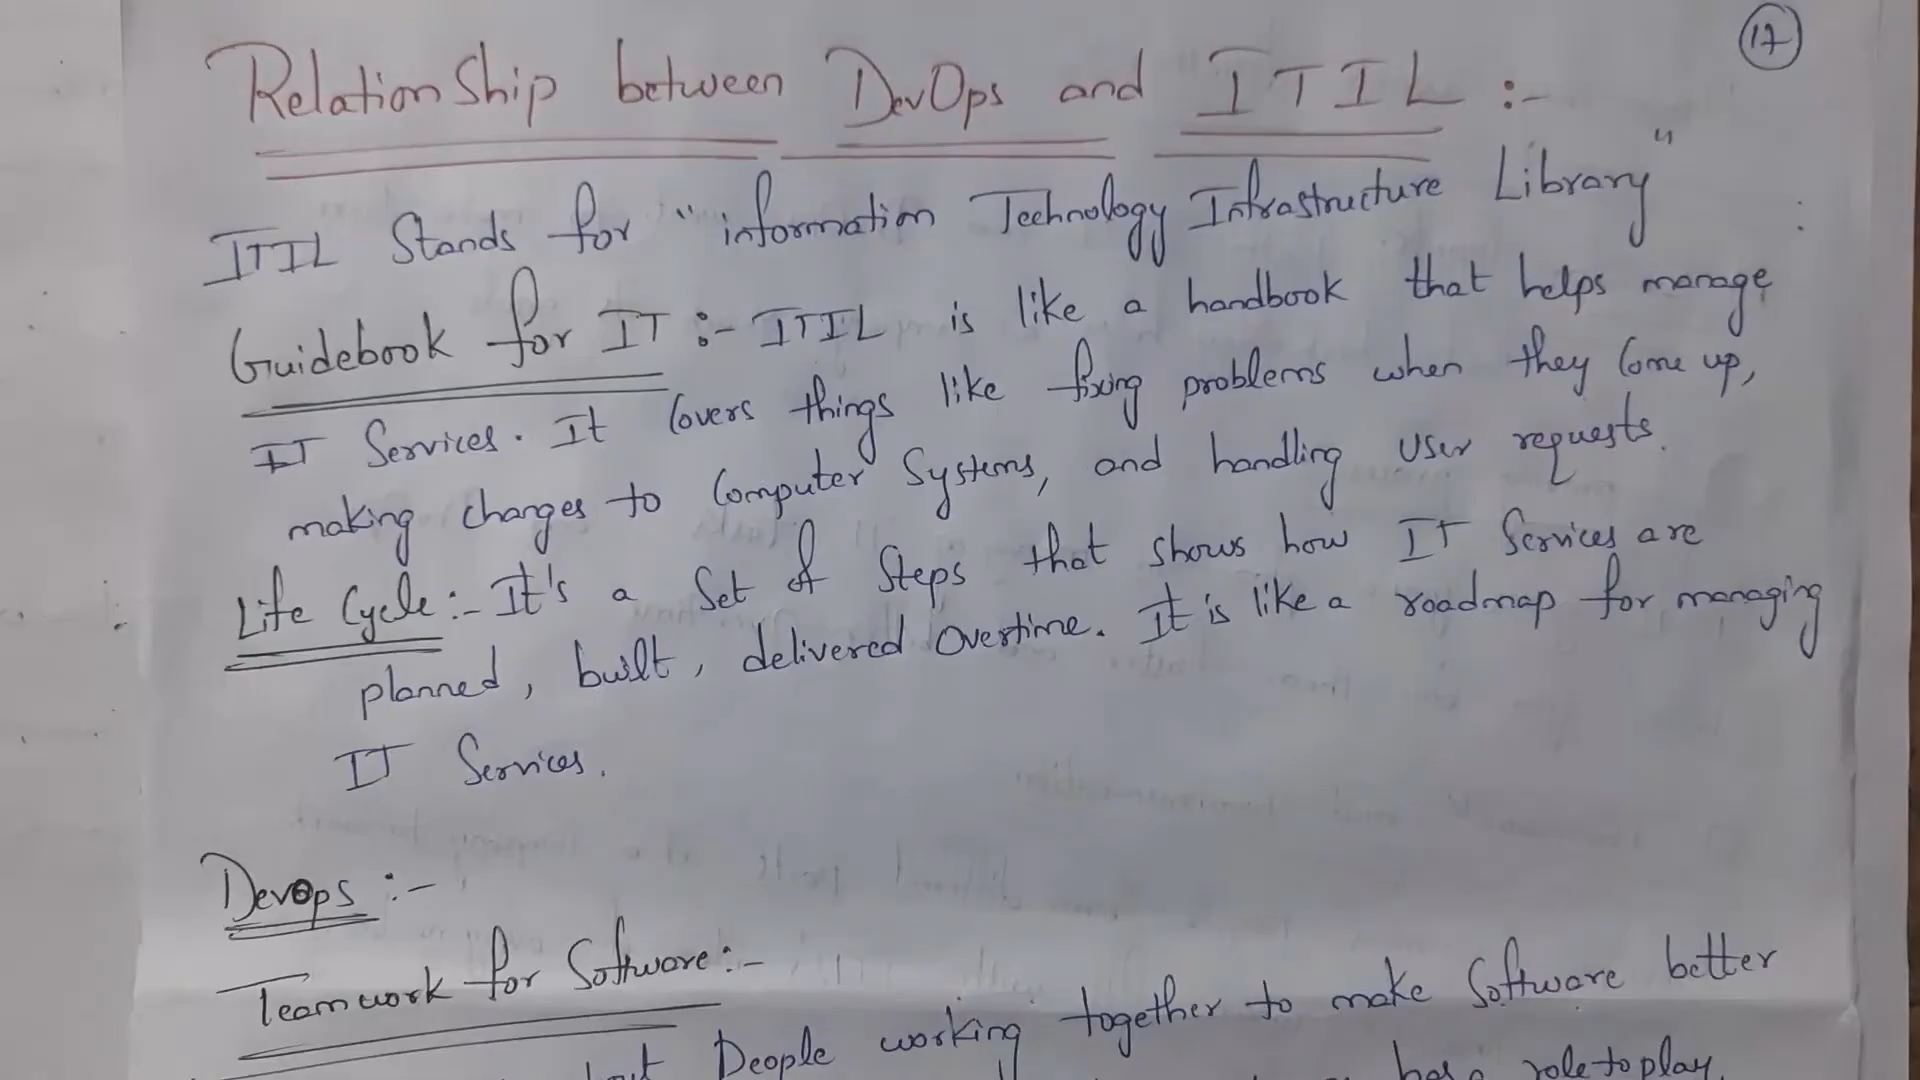 17
RelationShip between DevOps and ITIL :-
ITIL Stands for "information Technology Infrastructure Library"
Guidebook for IT :- ITIL is like a handbook that helps manage
IT Services. It Covers things like fixing problems when they Come up,
making changes to Computer Systems, and handling user requests.
Life Cycle :- It's a Set of Steps that shows how IT Services are
planned, built, delivered overtime. It is like a roadmap for managing
IT Services.
Devops :-
Teamwork for Software :-
People working together to make Software better
role to play.